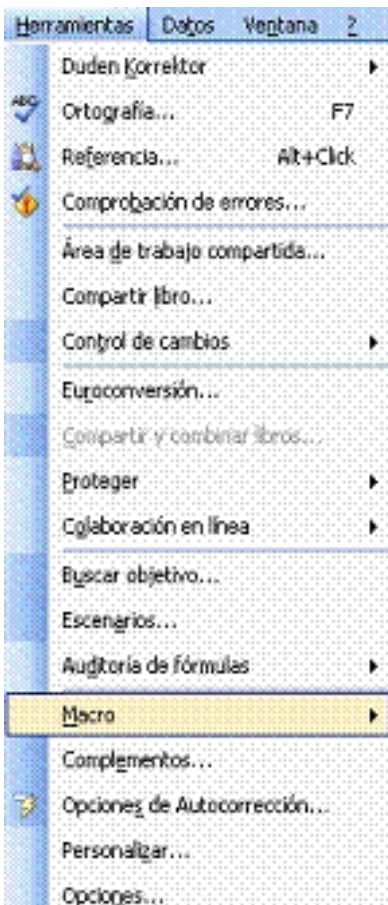 Herramientas Datos Ventana ?
Duden Korrektor
ABC Ortografía... F7
Referencia... Alt+Click
Comprobación de errores...
Área de trabajo compartida...
Compartir libro...
Control de cambios
Euroconversión...
Compartir y combinar libros...
Proteger
Colaboración en línea
Buscar objetivo...
Escenarios...
Auditoría de fórmulas
Macro
Complementos...
Opciones de Autocorrección...
Personalizar...
Opciones...